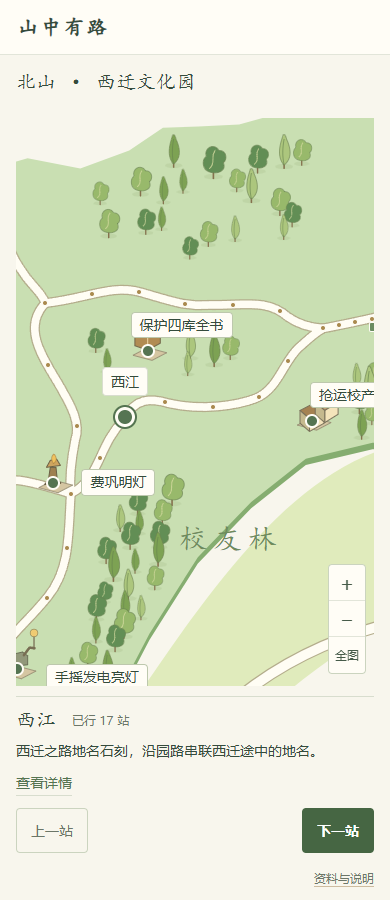 山中有路
北山 • 西迁文化园
保护四库全书
西江
抢运校产
费巩明灯
校友林
+
−
全图
手摇发电亮灯
西江 已行 17 站
西迁之路地名石刻，沿园路串联西迁途中的地名。
查看详情
上一站
下一站
资料与说明